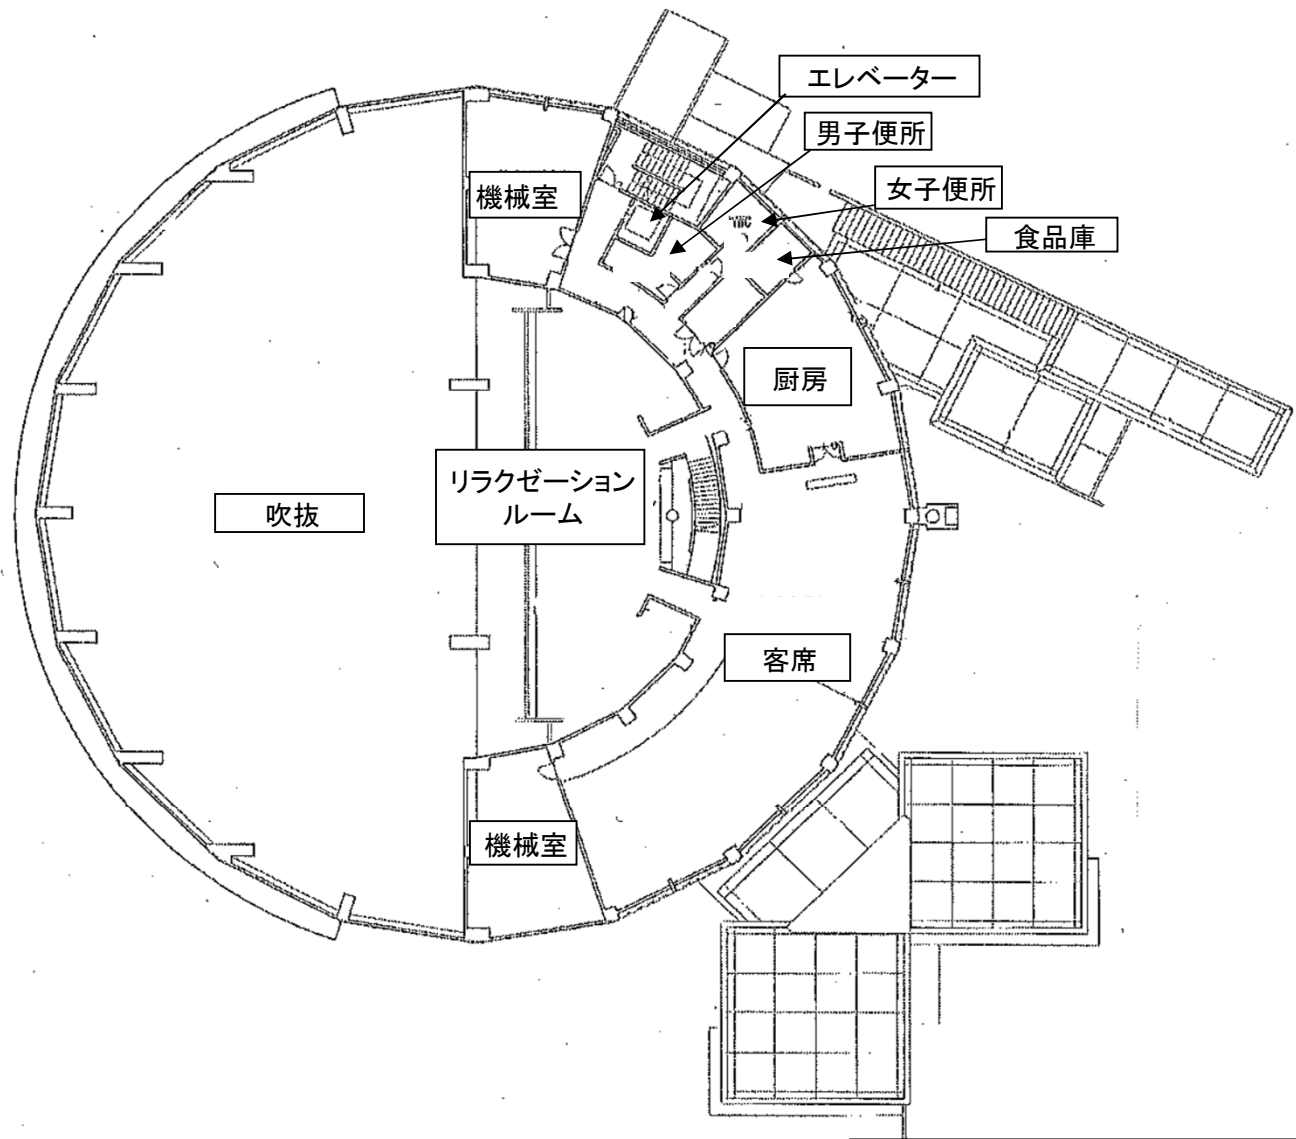 エレベーター
男子便所
機械室
女子便所
食品庫
厨房
リラクゼーション
ルーム
吹抜
客席
機械室